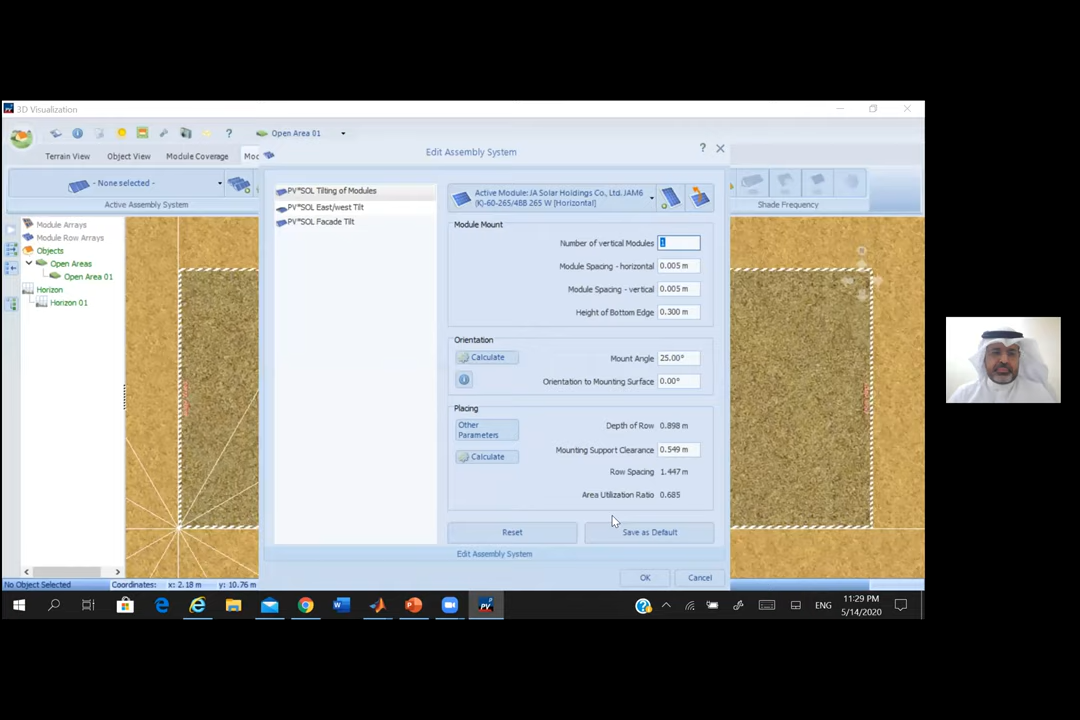 3D Visualization
Open Area 01
Edit Assembly System
Terrain View
Object View
Module Coverage
- None selected -
Active Assembly System
Shade Frequency
Module Arrays
Module Row Arrays
Objects
Open Areas
Open Area 01
Horizon
Horizon 01
PV*SOL Tilting of Modules
PV*SOL East/west Tilt
PV*SOL Facade Tilt
Active Module: JA Solar Holdings Co., Ltd. JAM6
(K)-60-265/4BB 265 W [Horizontal]
Module Mount
Number of vertical Modules 1
Module Spacing - horizontal 0.005 m
Module Spacing - vertical 0.005 m
Height of Bottom Edge 0.300 m
Orientation
Calculate
Mount Angle 25.00°
Orientation to Mounting Surface 0.00°
Placing
Other
Parameters
Calculate
Depth of Row 0.898 m
Mounting Support Clearance 0.549 m
Row Spacing 1.447 m
Area Utilization Ratio 0.685
Reset
Save as Default
Edit Assembly System
OK
Cancel
No Object Selected
Coordinates: x: 2.18 m y: 10.76 m
ENG
11:29 PM
5/14/2020